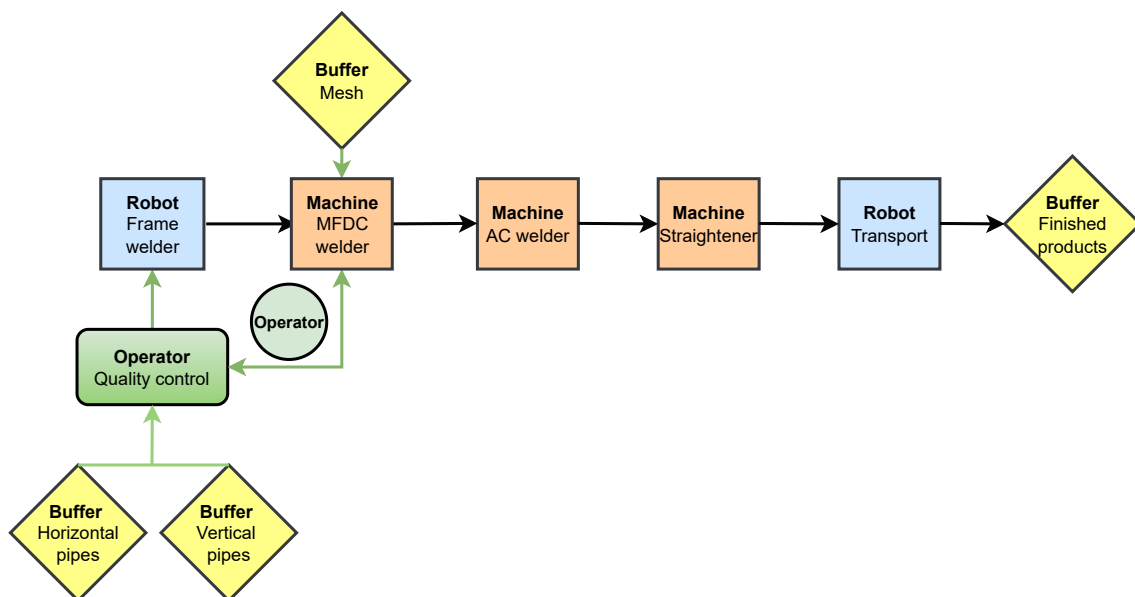 Buffer
Mesh
Robot
Frame
welder
Machine
MFDC
welder
Machine
AC welder
Machine
Straightener
Robot
Transport
Buffer
Finished
products
Operator
Operator
Quality control
Buffer
Horizontal
pipes
Buffer
Vertical
pipes